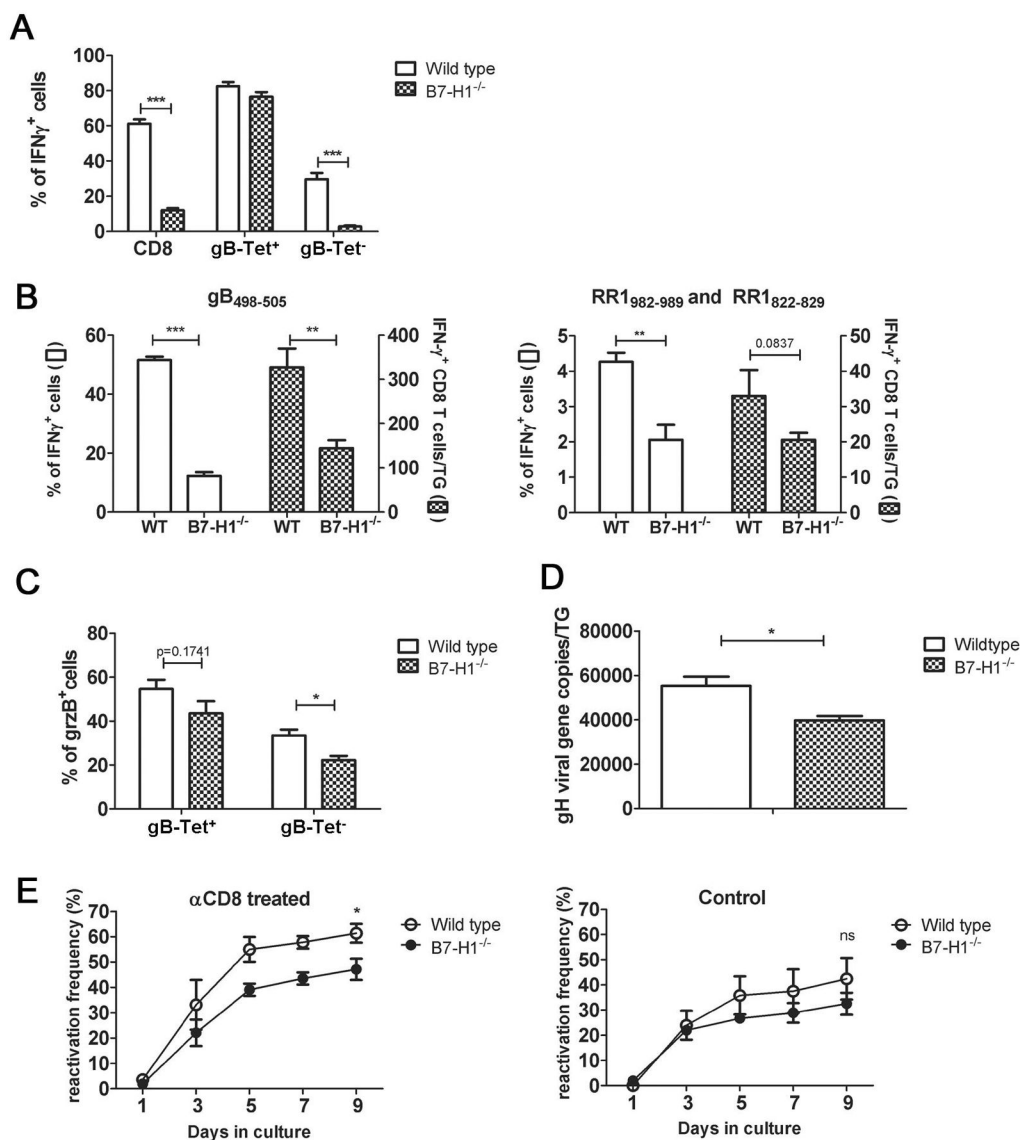 A
% of IFNγ⁺ cells
100
80
60
40
20
0
***
***
CD8
gB-Tet⁺
gB-Tet⁻
Wild type
B7-H1⁻/⁻
B
gB₄₉₈₋₅₀₅
% of IFNγ⁺ cells ( )
60
40
20
0
***
**
WT
B7-H1⁻/⁻
WT
B7-H1⁻/⁻
400
300
200
100
0
IFN-γ⁺ CD8 T cells/TG ( )
RR1₉₈₂₋₉₈₉ and RR1₈₂₂₋₈₂₉
% of IFNγ⁺ cells ( )
5
4
3
2
1
0
**
0.0837
WT
B7-H1⁻/⁻
WT
B7-H1⁻/⁻
50
40
30
20
10
0
IFN-γ⁺ CD8 T cells/TG ( )
C
% of grzB⁺ cells
80
60
40
20
0
p=0.1741
*
gB-Tet⁺
gB-Tet⁻
Wild type
B7-H1⁻/⁻
D
gH viral gene copies/TG
80000
60000
40000
20000
0
*
Wildtype
B7-H1⁻/⁻
E
αCD8 treated
reactivation frequency (%)
70
60
50
40
30
20
10
0
*
1 3 5 7 9
Days in culture
Wild type
B7-H1⁻/⁻
Control
reactivation frequency (%)
70
60
50
40
30
20
10
0
ns
1 3 5 7 9
Days in culture
Wild type
B7-H1⁻/⁻